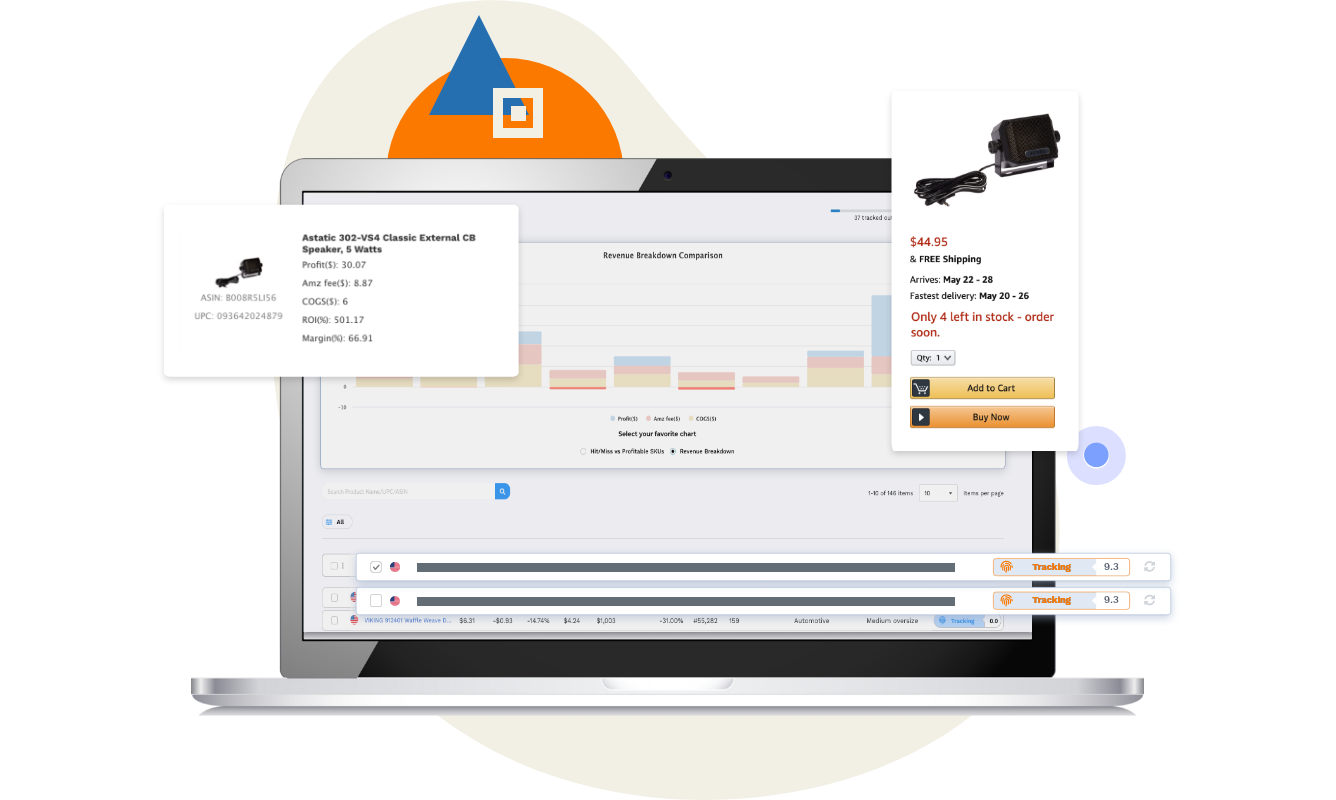 37 tracked
Astatic 302-VS4 Classic External CB
Speaker, 5 Watts
Profit($): 30.07
Amz fee($): 8.87
COGS($): 6
ROI(%): 501.17
Margin(%): 66.91
ASIN: B008R5LI56
UPC: 093642024879
Revenue Breakdown Comparison
0
-10
Profit($) Amz fee($) COGS($)
Select your favorite chart
Hit/Miss vs Profitable SKUs Revenue Breakdown
$44.95
& FREE Shipping
Arrives: May 22 - 28
Fastest delivery: May 20 - 26
Only 4 left in stock - order
soon.
Qty: 1
Add to Cart
Buy Now
Search Product Name/UPC/ASIN
1-10 of 146 items 10 items per page
All
Tracking 9.3
Tracking 9.3
VIKING 912401 Waffle Weave D... $6.31 -$0.93 -14.74% $4.24 $1,003 -31.00% #55,282 159 Automotive Medium oversize Tracking 0.0